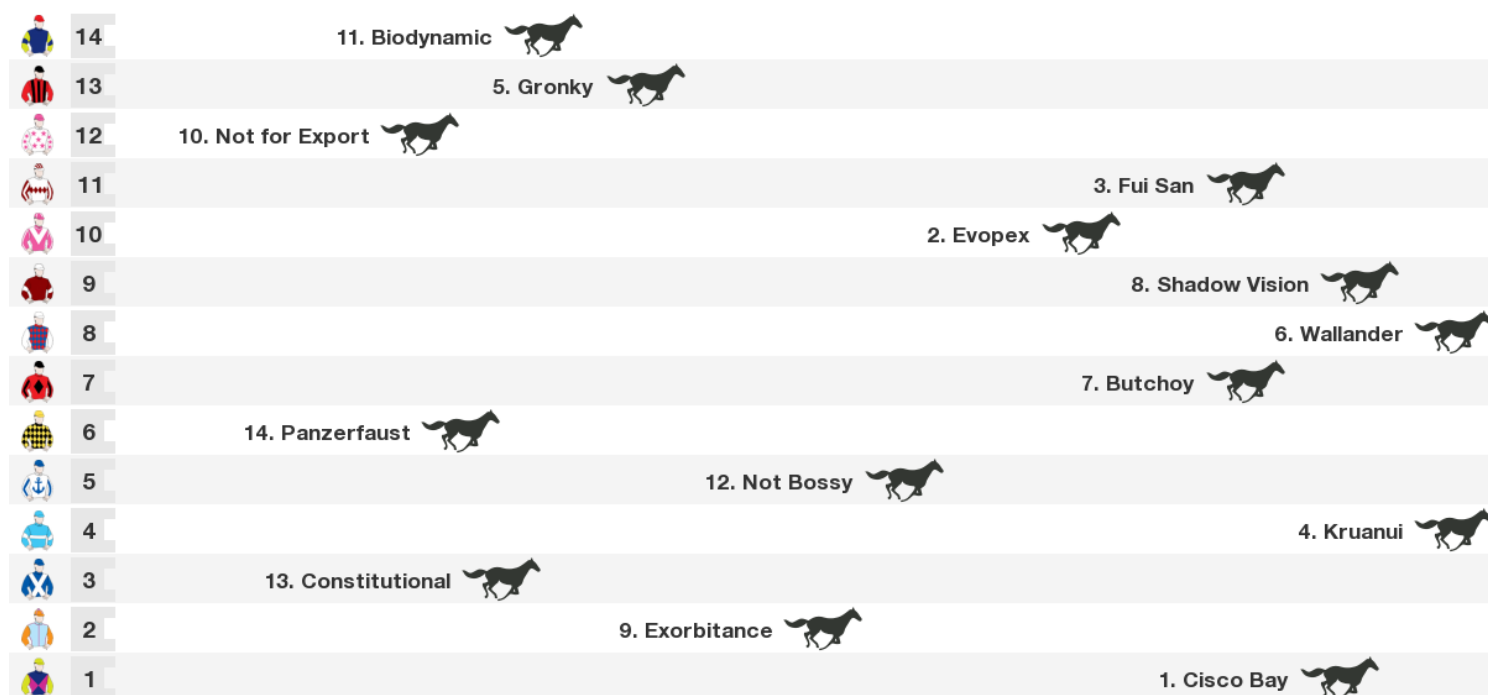 14 11. Biodynamic
13 5. Gronky
12 10. Not for Export
11 3. Fui San
10 2. Evopex
9 8. Shadow Vision
8 6. Wallander
7 7. Butchoy
6 14. Panzerfaust
5 12. Not Bossy
4 4. Kruanui
3 13. Constitutional
2 9. Exorbitance
1 1. Cisco Bay